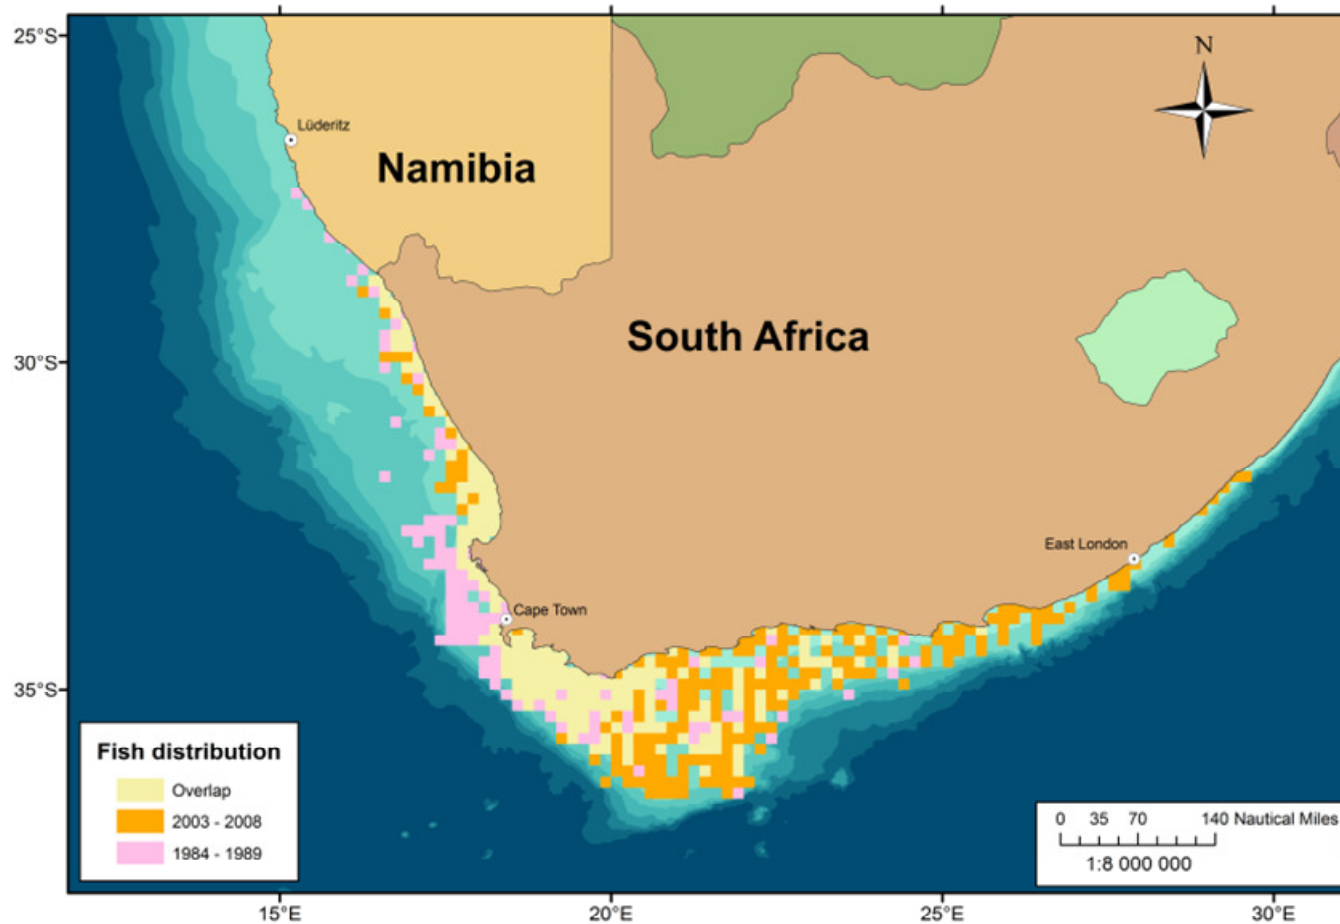 25°S
N
Lüderitz
Namibia
30°S
South Africa
East London
Cape Town
35°S
Fish distribution
Overlap
2003 - 2008
1984 - 1989
0 35 70 140 Nautical Miles
1:8 000 000
15°E 20°E 25°E 30°E